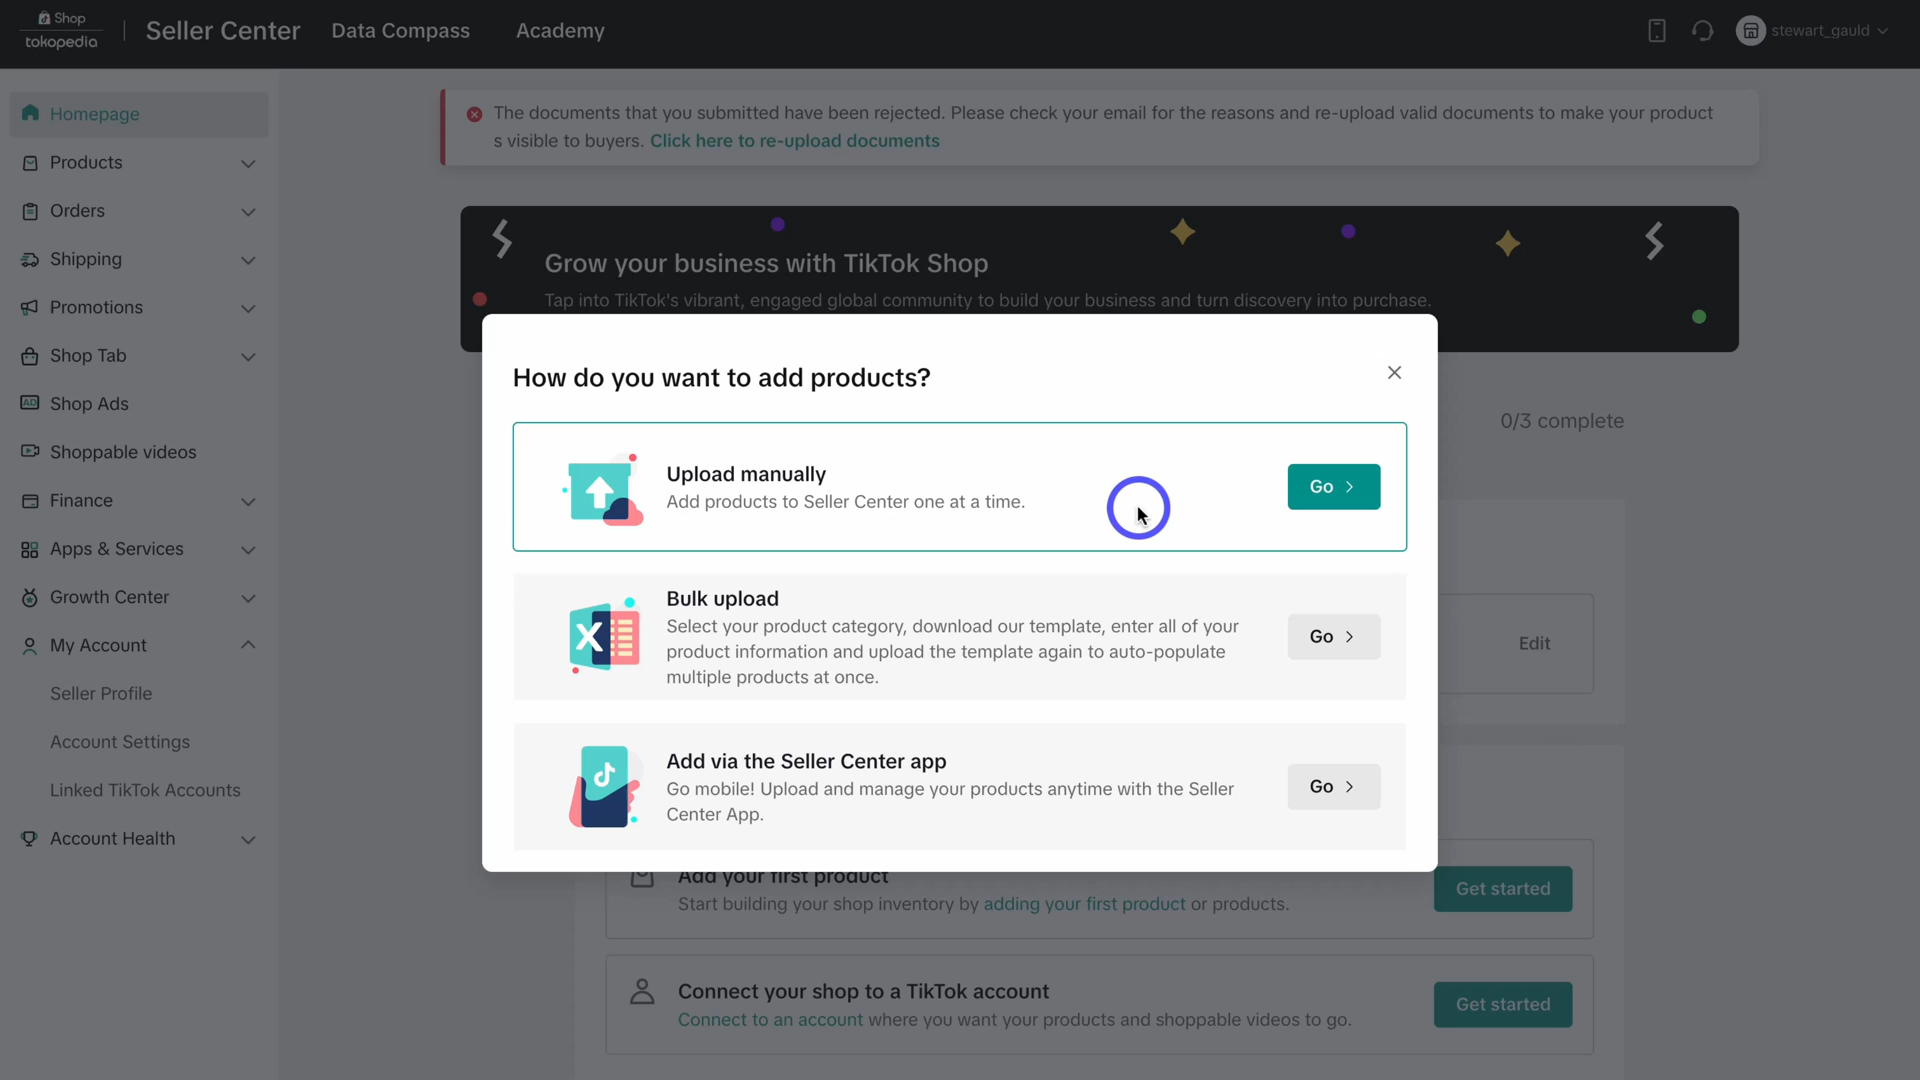 Shop
tokopedia
Seller Center
Data Compass
Academy
stewart_gauld
Homepage
Products
Orders
Shipping
Promotions
Shop Tab
AD
Shop Ads
Shoppable videos
Finance
Apps & Services
Growth Center
My Account
Seller Profile
Account Settings
Linked TikTok Accounts
Account Health
The documents that you submitted have been rejected. Please check your email for the reasons and re-upload valid documents to make your product
s visible to buyers. Click here to re-upload documents
Grow your business with TikTok Shop
Tap into TikTok's vibrant, engaged global community to build your business and turn discovery into purchase.
0/3 complete
Edit
How do you want to add products?
Upload manually
Add products to Seller Center one at a time.
Go
X
Bulk upload
Select your product category, download our template, enter all of your
product information and upload the template again to auto-populate
multiple products at once.
Go
Add via the Seller Center app
Go mobile! Upload and manage your products anytime with the Seller
Center App.
Go
Add your first product
Start building your shop inventory by adding your first product or products.
Get started
Connect your shop to a TikTok account
Connect to an account where you want your products and shoppable videos to go.
Get started